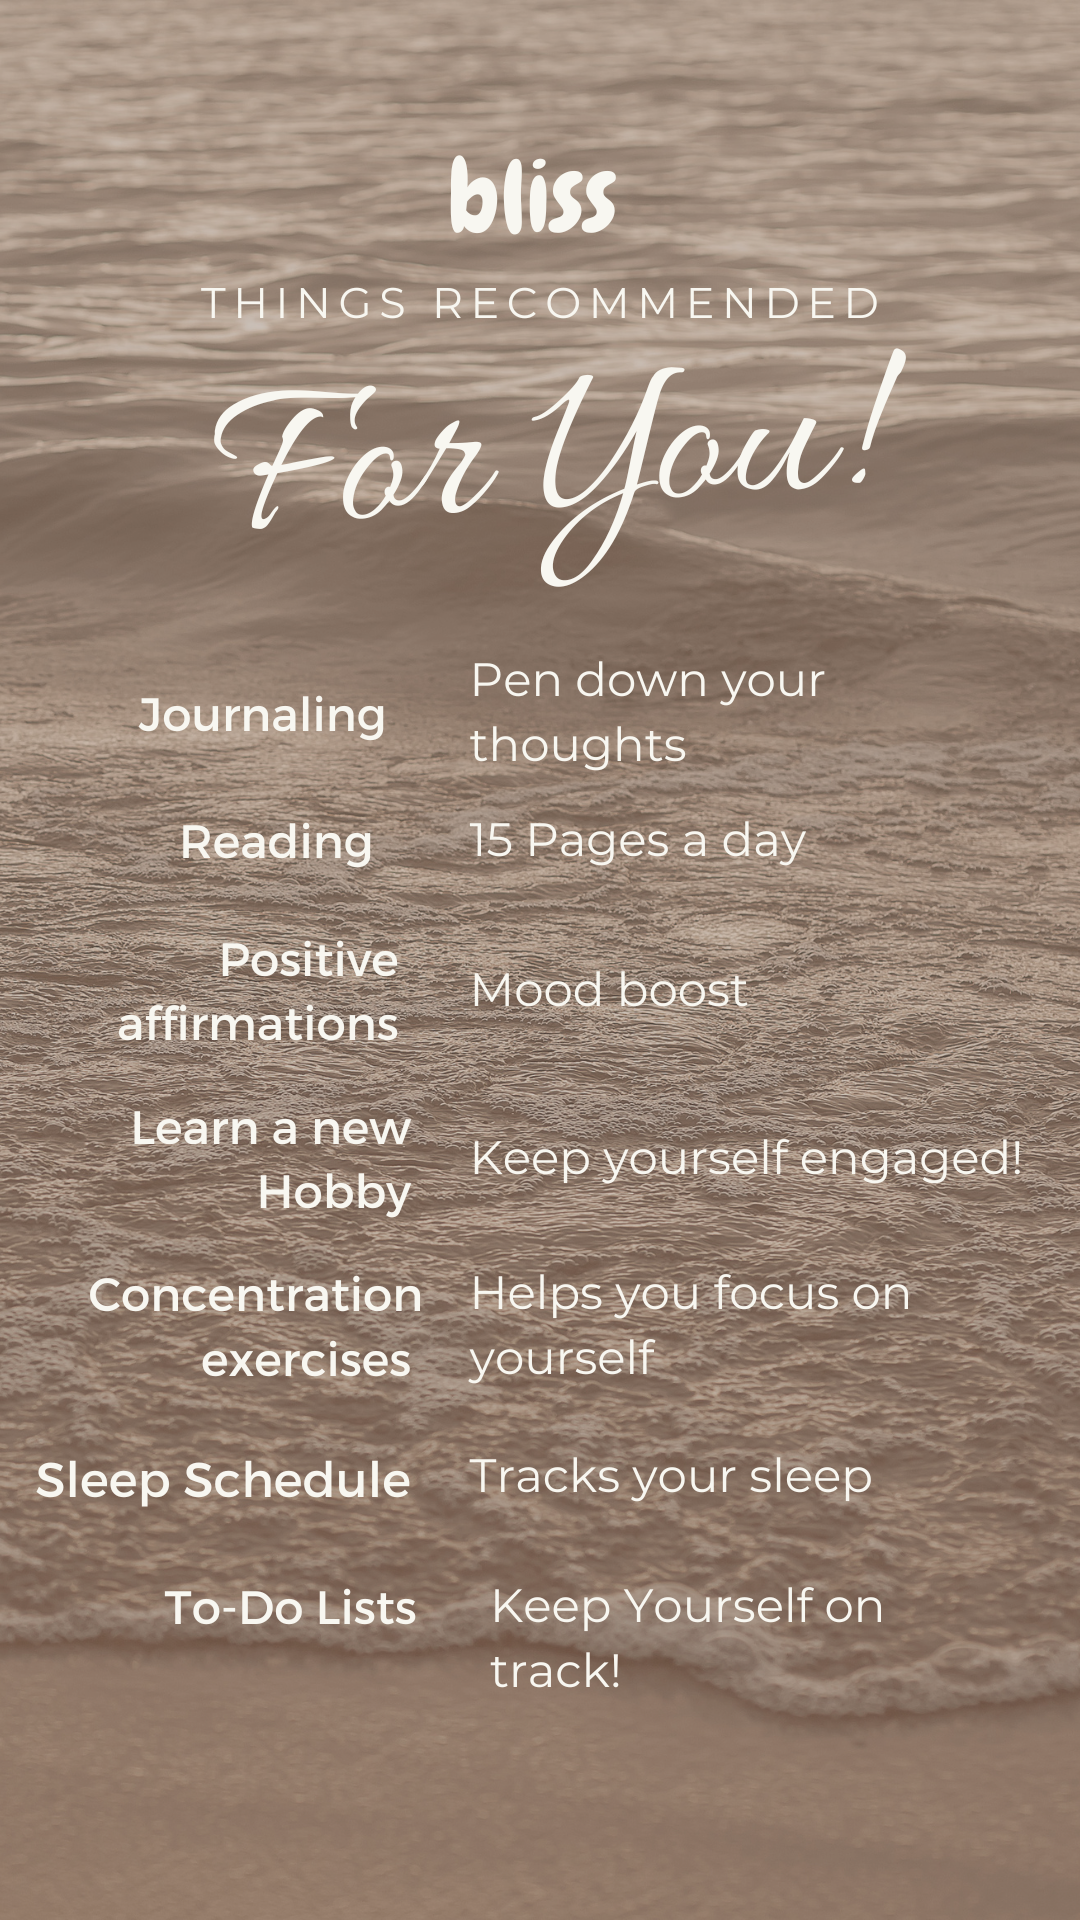 bliss
THINGS RECOMMENDED
For You!
Journaling
Pen down your
thoughts
Reading
15 Pages a day
Positive
affirmations
Mood boost
Learn a new
Hobby
Keep yourself engaged!
Concentration
exercises
Helps you focus on
yourself
Sleep Schedule
Tracks your sleep
To-Do Lists
Keep Yourself on
track!